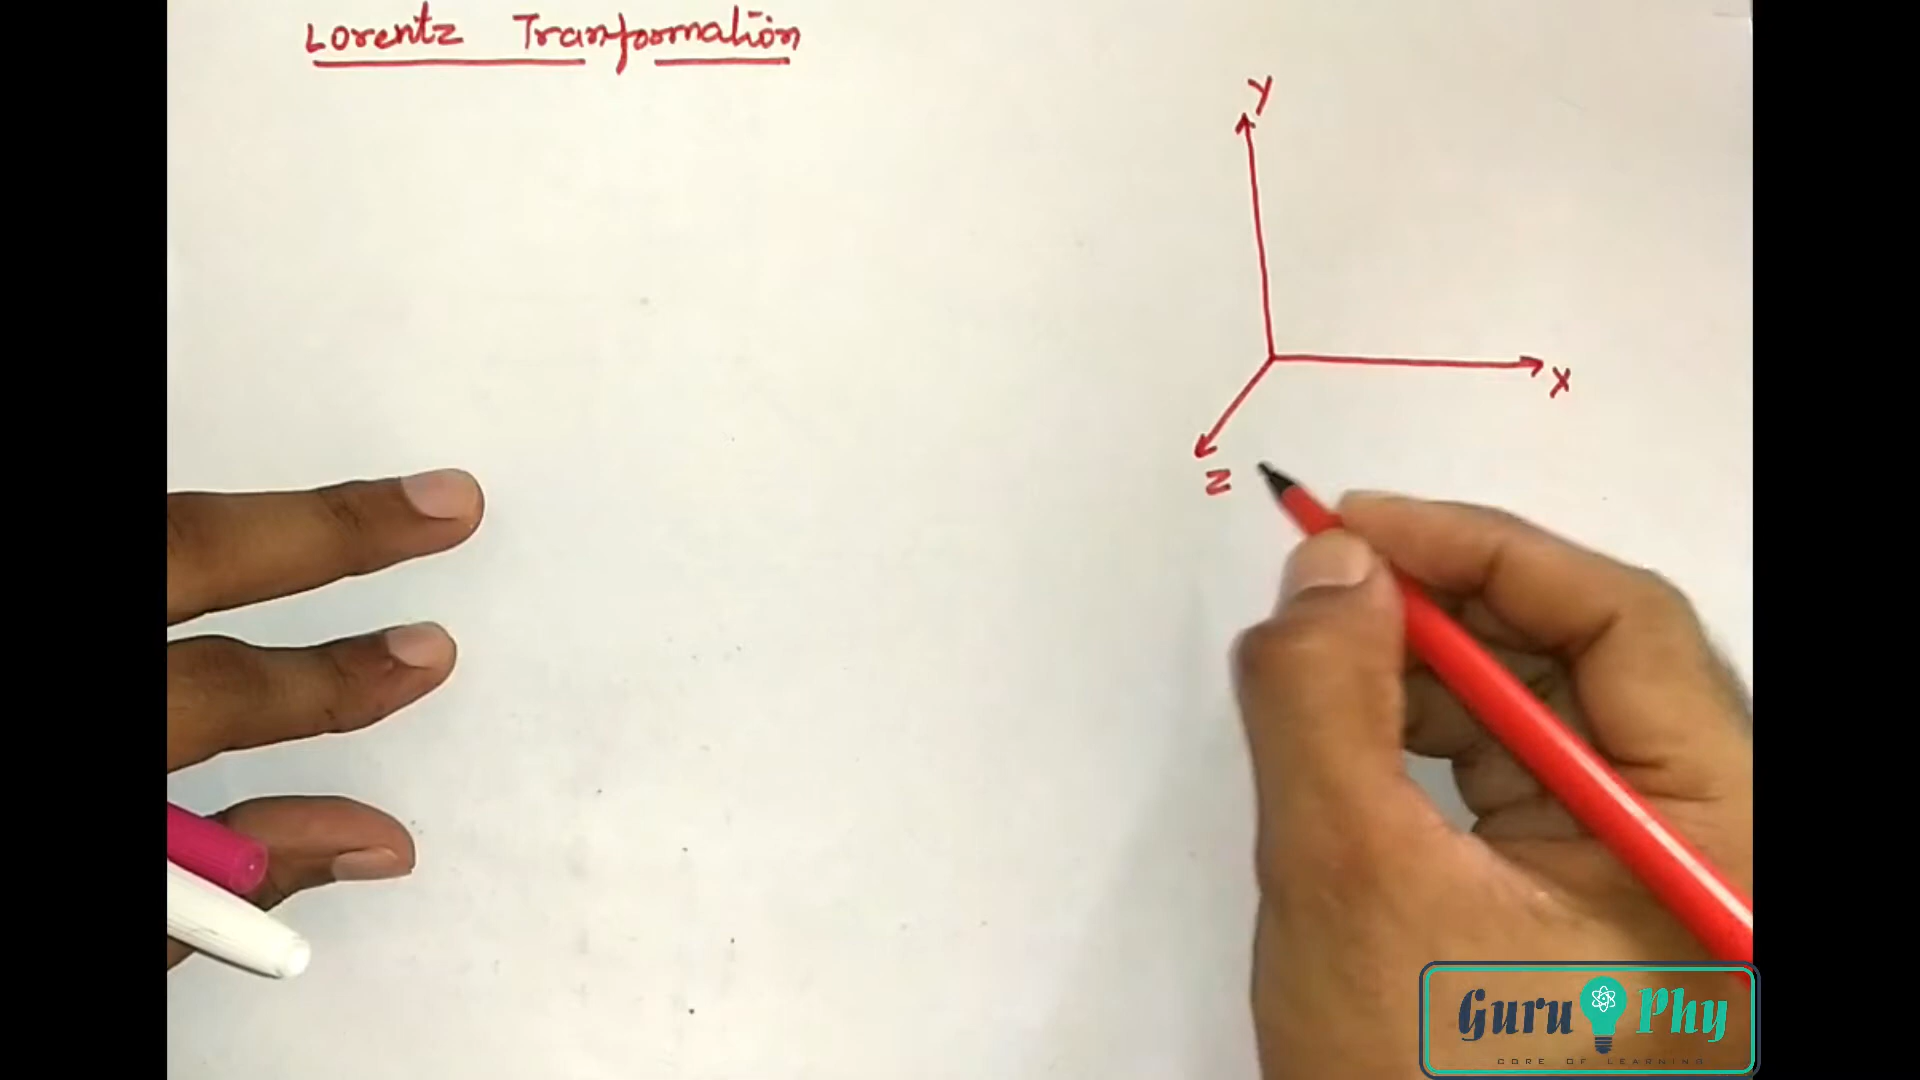 Lorentz Tranformation
Y
X
Z
Guru Phy
CORE OF LEARNING